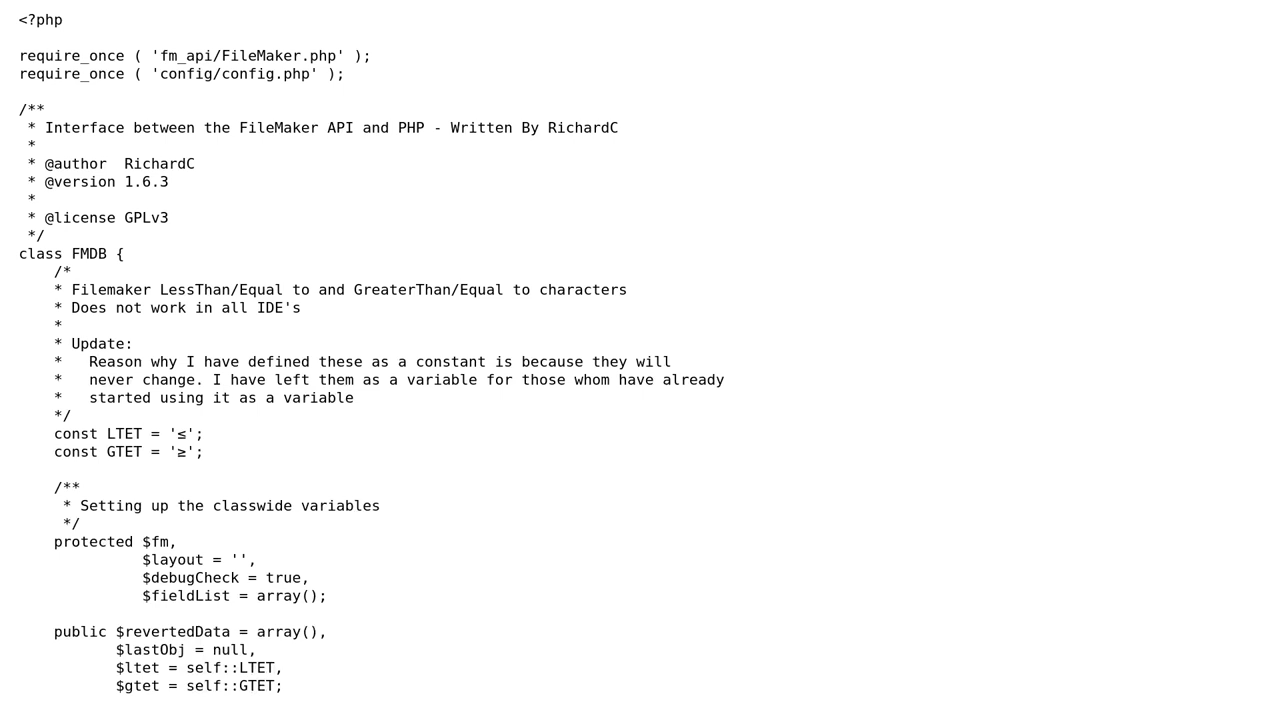 <?php

require_once ( 'fm_api/FileMaker.php' );
require_once ( 'config/config.php' );

/**
 * Interface between the FileMaker API and PHP - Written By RichardC
 *
 * @author  RichardC
 * @version 1.6.3
 *
 * @license GPLv3
 */
class FMDB {
    /*
    * Filemaker LessThan/Equal to and GreaterThan/Equal to characters
    * Does not work in all IDE's
    *
    * Update:
    *   Reason why I have defined these as a constant is because they will
    *   never change. I have left them as a variable for those whom have already
    *   started using it as a variable
    */
    const LTET = '≤';
    const GTET = '≥';

    /**
     * Setting up the classwide variables
     */
    protected $fm,
              $layout = '',
              $debugCheck = true,
              $fieldList = array();

    public $revertedData = array(),
           $lastObj = null,
           $ltet = self::LTET,
           $gtet = self::GTET;